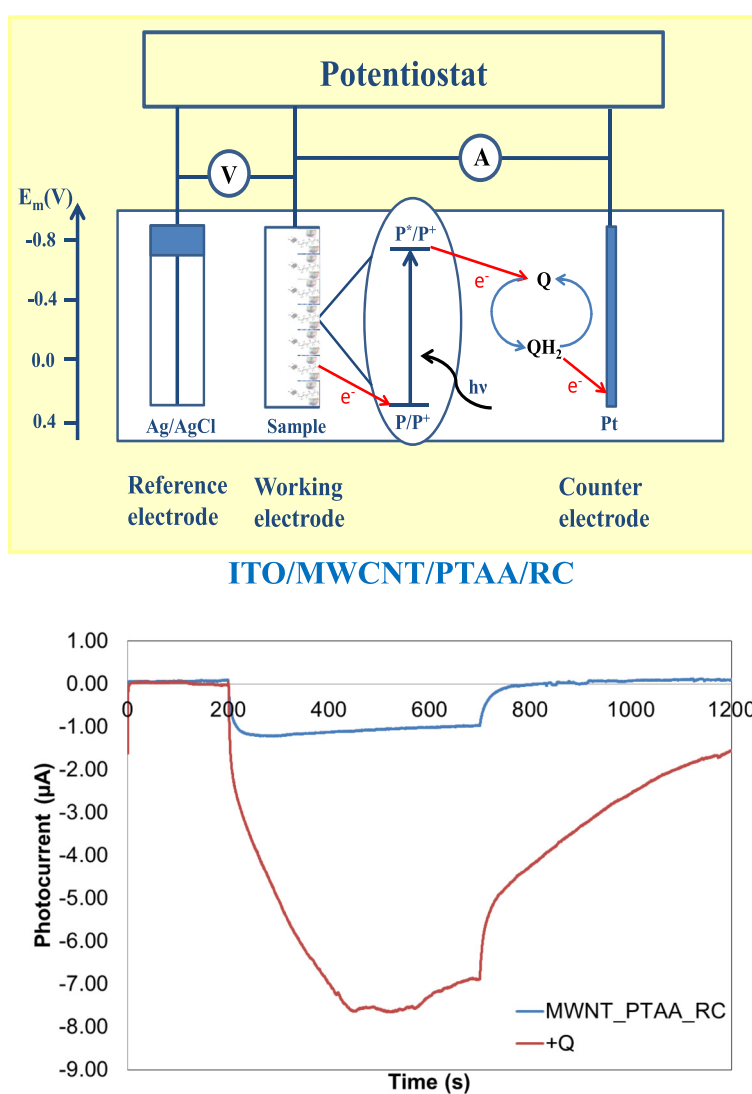 Potentiostat
V
A
E_m(V)
-0.8
-0.4
0.0
0.4
P*/P⁺
P/P⁺
e⁻
e⁻
e⁻
hν
Q
QH₂
Ag/AgCl
Sample
Pt
Reference
electrode
Working
electrode
Counter
electrode
ITO/MWCNT/PTAA/RC
1.00
0.00
-1.00
-2.00
-3.00
-4.00
-5.00
-6.00
-7.00
-8.00
-9.00
0 200 400 600 800 1000 1200
Photocurrent (µA)
Time (s)
MWNT_PTAA_RC
+Q